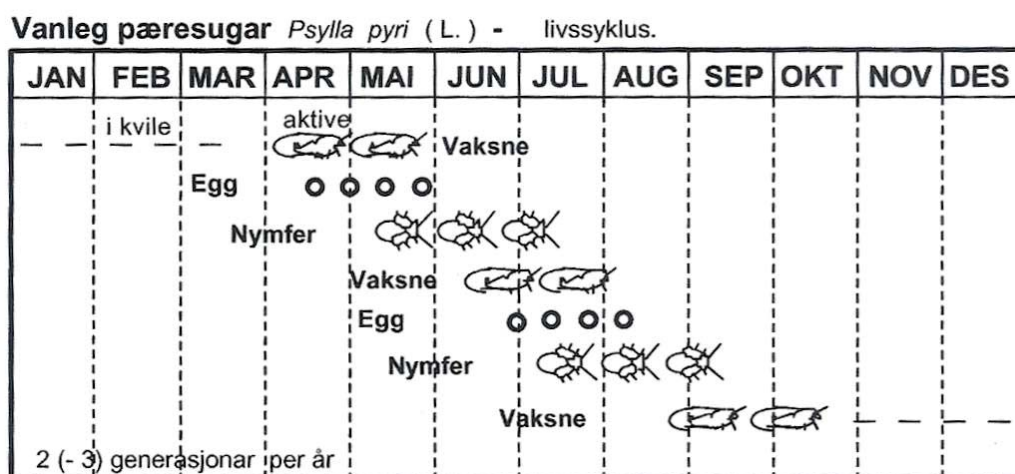 Vanleg pæresugar Psylla pyri ( L. ) - livssyklus.
JAN FEB MAR APR MAI JUN JUL AUG SEP OKT NOV DES
i kvile aktive
Vaksne
Egg
Nymfer
Vaksne
Egg
Nymfer
Vaksne
2 (- 3) generasjonar per år